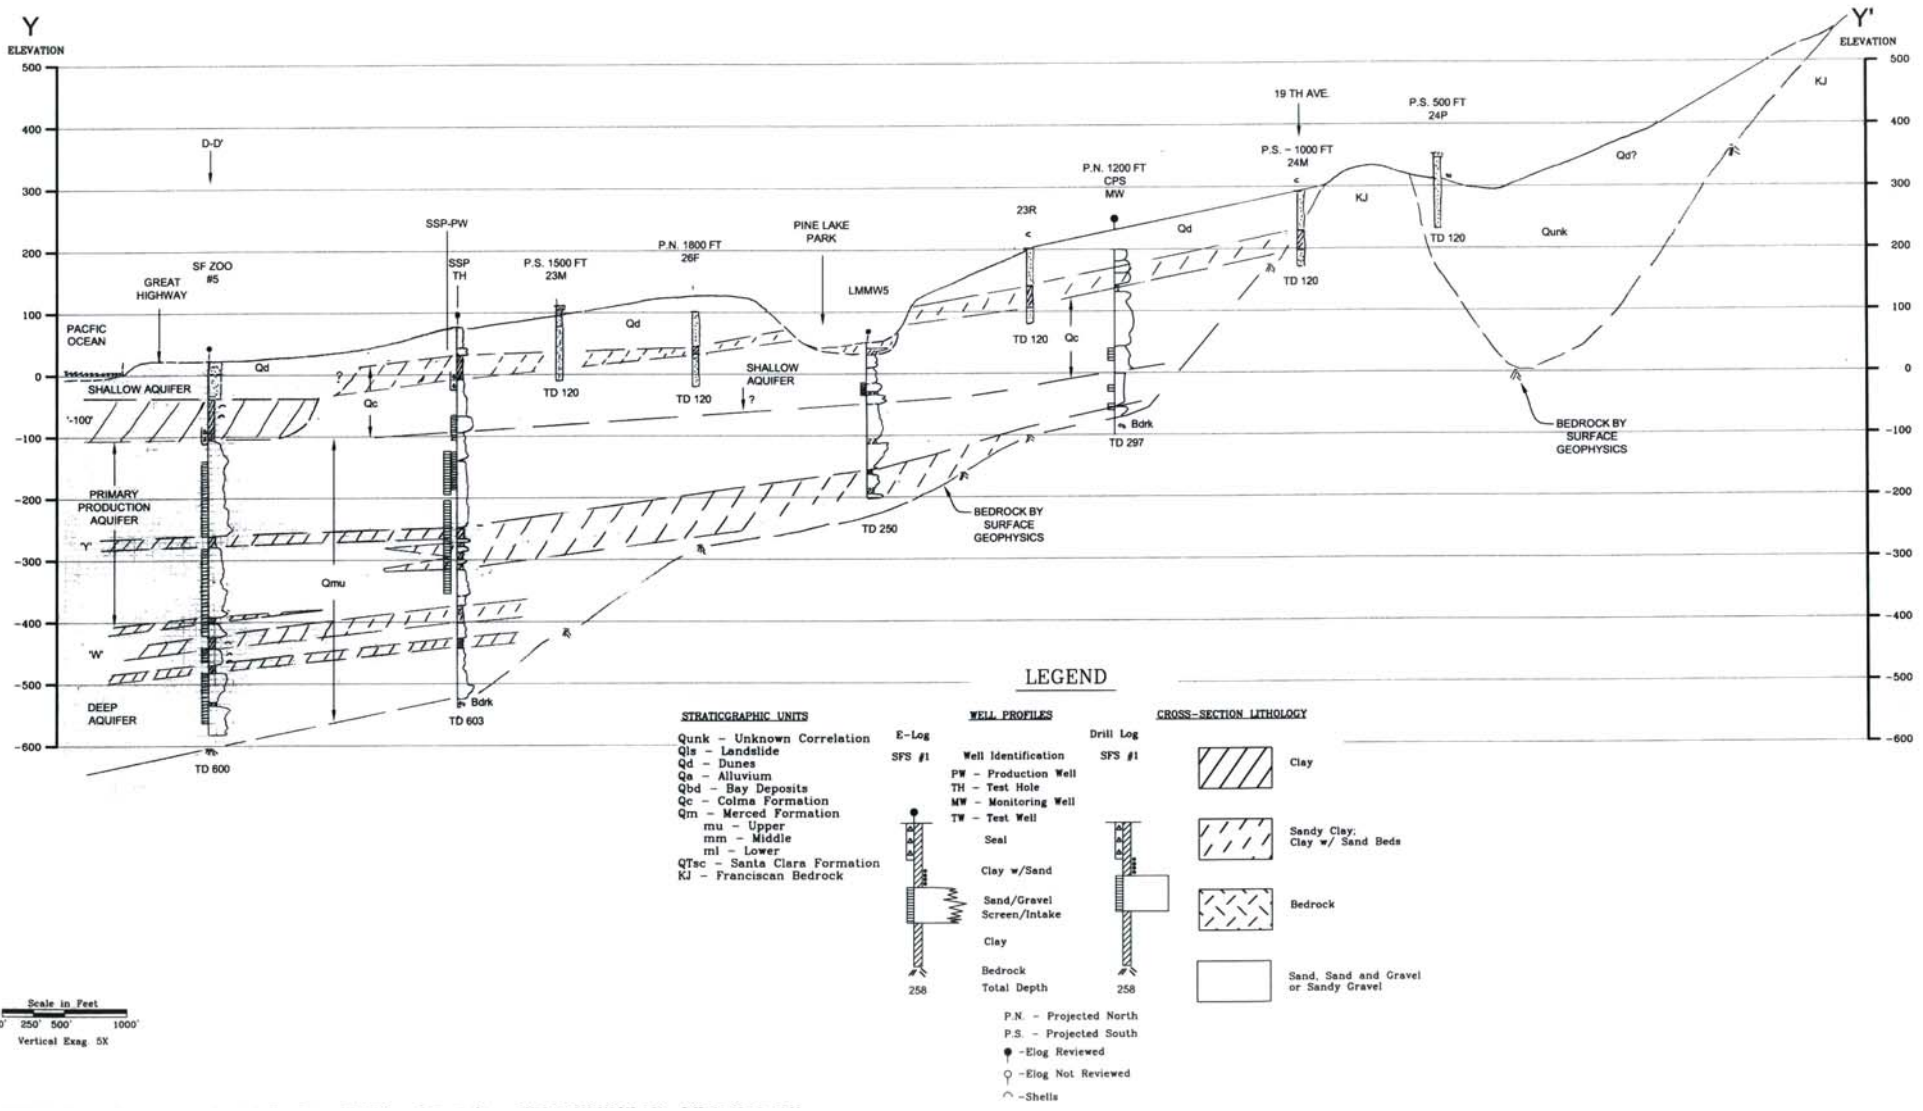 Y
ELEVATION
500
400
300
200
100
0
-100
-200
-300
-400
-500
-600
Y'
ELEVATION
500
400
300
200
100
0
-100
-200
-300
-400
-500
-600
D-D'
SF ZOO
#5
GREAT
HIGHWAY
PACFIC
OCEAN
SHALLOW AQUIFER
'-100'
PRIMARY
PRODUCTION
AQUIFER
'Y'
'W'
DEEP
AQUIFER
TD 600
Qd
?
Qc
Qmu
SSP-PW
SSP
TH
Bdrk
TD 603
P.S. 1500 FT
23M
TD 120
Qd
P.N. 1800 FT
26F
TD 120
PINE LAKE
PARK
SHALLOW
AQUIFER
?
LMMW5
TD 250
BEDROCK BY
SURFACE
GEOPHYSICS
23R
TD 120
Qc
P.N. 1200 FT
CPS
MW
Bdrk
TD 297
Qd
19 TH AVE.
P.S. - 1000 FT
24M
TD 120
KJ
P.S. 500 FT
24P
TD 120
Qunk
Qd?
KJ
BEDROCK BY
SURFACE
GEOPHYSICS
LEGEND
STRATICGRAPHIC UNITS
Qunk - Unknown Correlation
Qls - Landslide
Qd - Dunes
Qa - Alluvium
Qbd - Bay Deposits
Qc - Colma Formation
Qm - Merced Formation
mu - Upper
mm - Middle
ml - Lower
QTsc - Santa Clara Formation
KJ - Franciscan Bedrock
WELL PROFILES
E-Log
Drill Log
SFS #1
Well Identification
SFS #1
PW - Production Well
TH - Test Hole
MW - Monitoring Well
TW - Test Well
Seal
Clay w/Sand
Sand/Gravel
Screen/Intake
Clay
Bedrock
258
Total Depth
258
P.N. - Projected North
P.S. - Projected South
-Elog Reviewed
-Elog Not Reviewed
-Shells
CROSS-SECTION LITHOLOGY
Clay
Sandy Clay;
Clay w/ Sand Beds
Bedrock
Sand, Sand and Gravel
or Sandy Gravel
Scale in Feet
0' 250' 500' 1000'
Vertical Exag. 5X